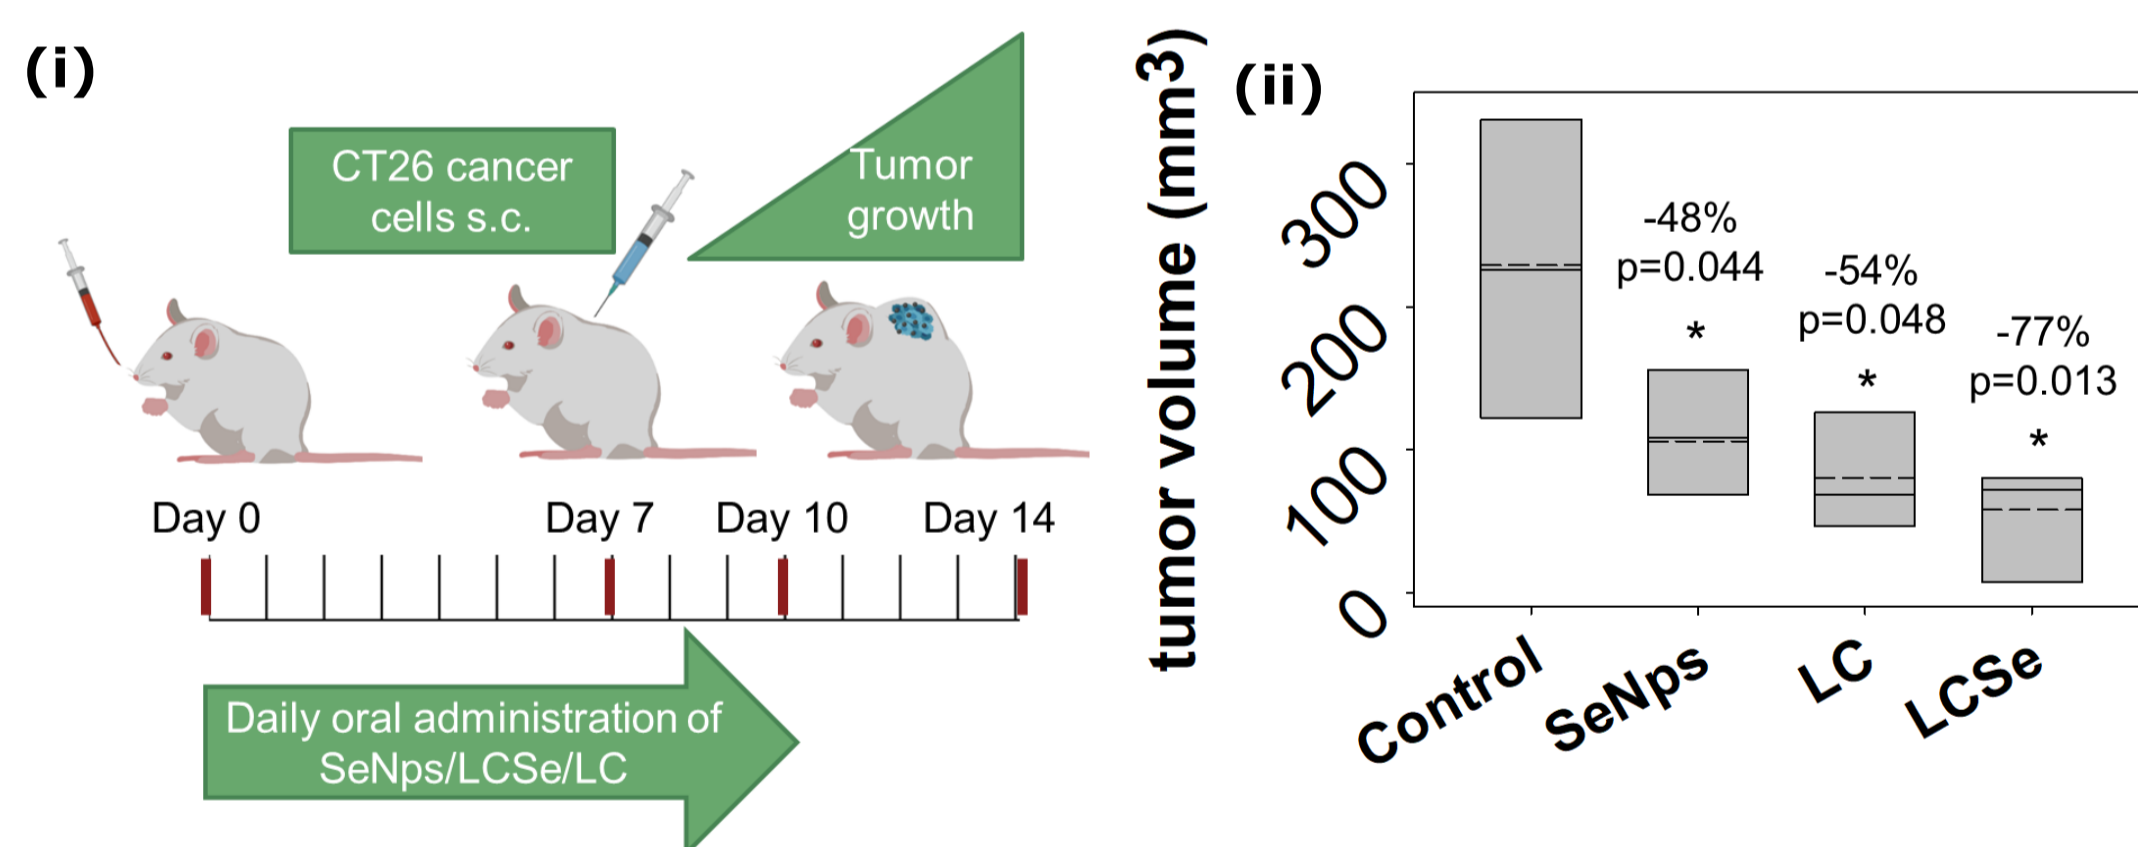 (i)
CT26 cancer
cells s.c.
Tumor
growth
Day 0
Day 7
Day 10
Day 14
Daily oral administration of
SeNps/LCSe/LC
(ii)
tumor volume (mm3)
300
200
100
0
-48%
p=0.044
*
-54%
p=0.048
*
-77%
p=0.013
*
Control
SeNps
LC
LCSe